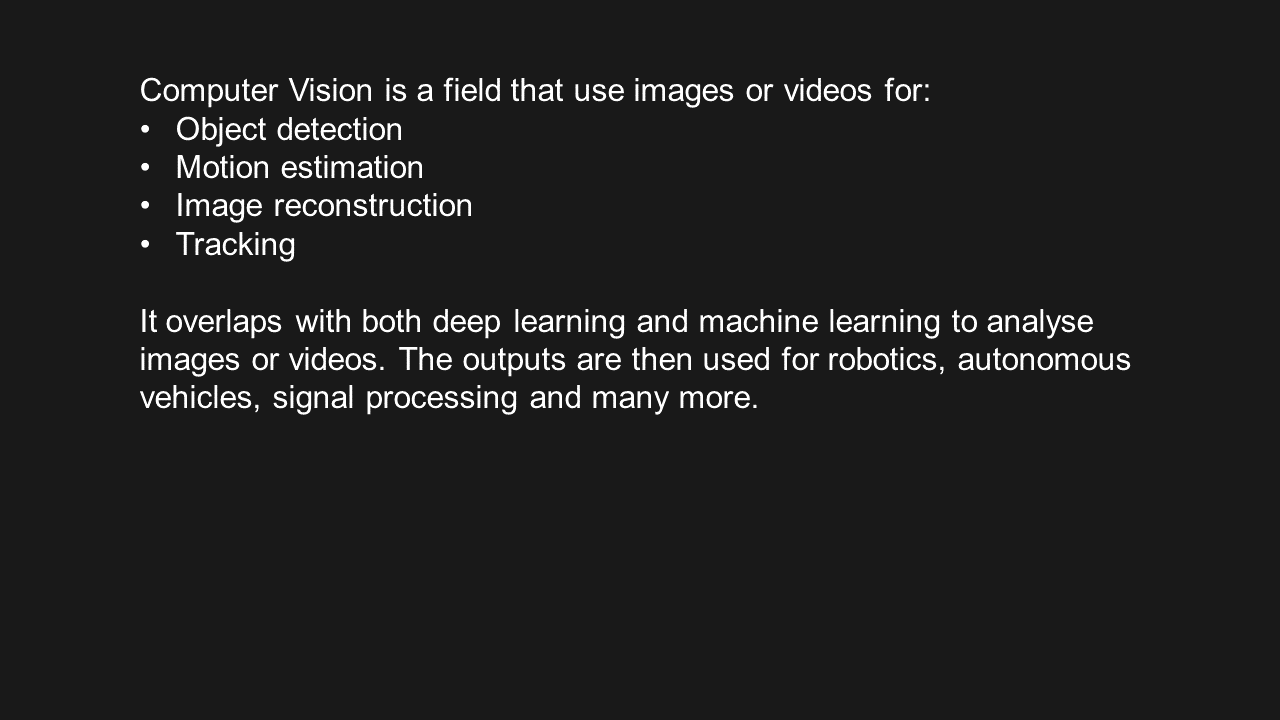 Computer Vision is a field that use images or videos for:
• Object detection
• Motion estimation
• Image reconstruction
• Tracking
It overlaps with both deep learning and machine learning to analyse
images or videos. The outputs are then used for robotics, autonomous
vehicles, signal processing and many more.